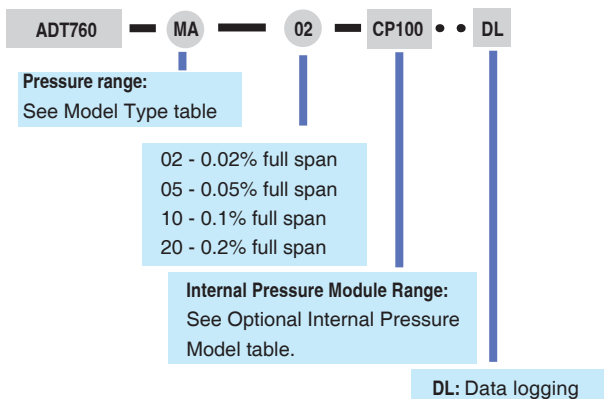 ADT760 MA 02 CP100 DL
Pressure range:
See Model Type table
02 - 0.02% full span
05 - 0.05% full span
10 - 0.1% full span
20 - 0.2% full span
Internal Pressure Module Range:
See Optional Internal Pressure
Model table.
DL: Data logging